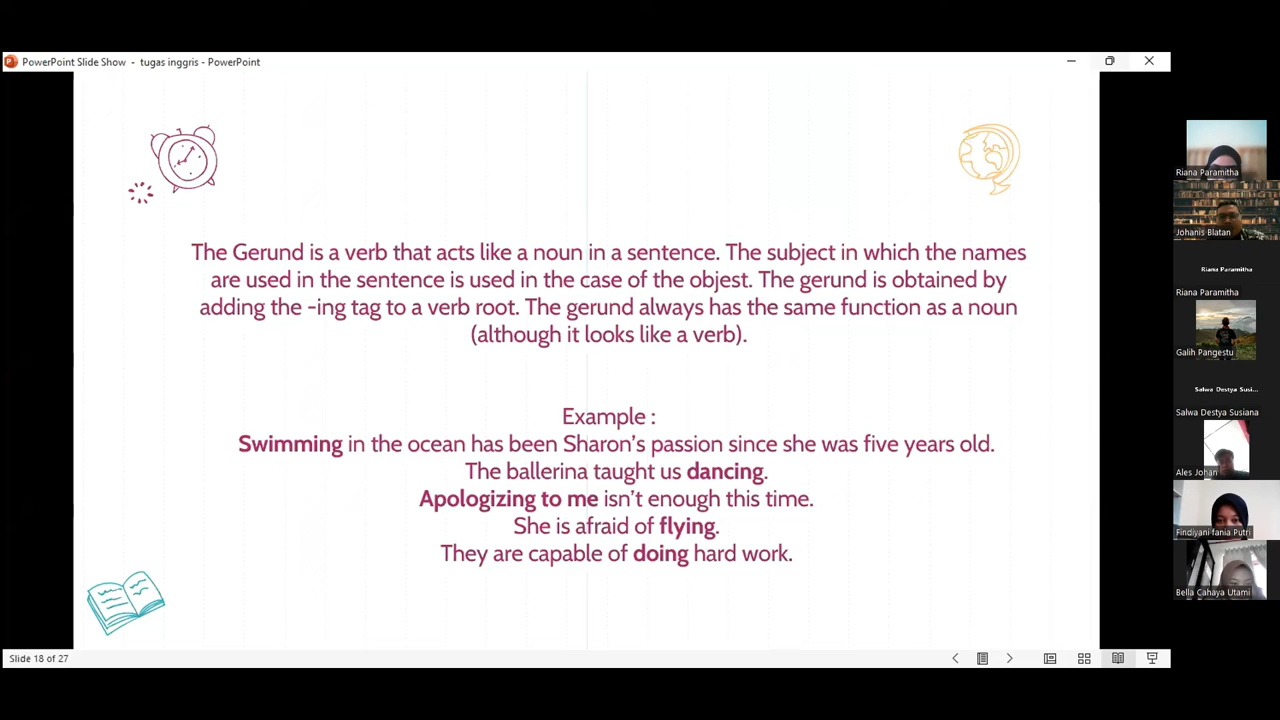 PowerPoint Slide Show - tugas inggris - PowerPoint
The Gerund is a verb that acts like a noun in a sentence. The subject in which the names
are used in the sentence is used in the case of the objest. The gerund is obtained by
adding the -ing tag to a verb root. The gerund always has the same function as a noun
(although it looks like a verb).
Example :
Swimming in the ocean has been Sharon's passion since she was five years old.
The ballerina taught us dancing.
Apologizing to me isn't enough this time.
She is afraid of flying.
They are capable of doing hard work.
Slide 18 of 27
Riana Paramitha
Johanis Blatan
Riana Paramitha
Riana Paramitha
Galih Pangestu
Salwa Destya Susi...
Salwa Destya Susiana
Ales Johan
Findiyani fania Putri
Bella Cahaya Utami